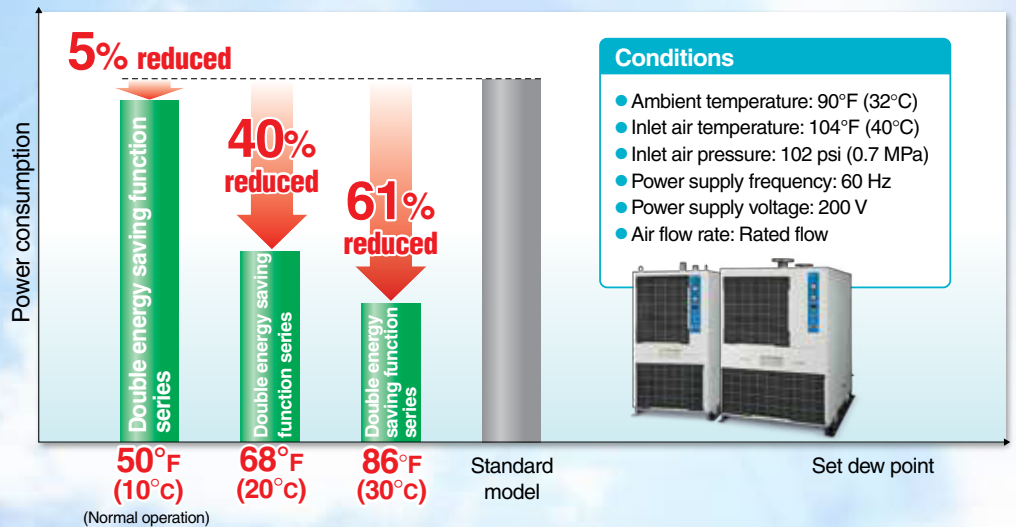 5% reduced
40%
reduced
61%
reduced
Power consumption
Double energy saving function
series
Double energy saving
function series
Double energy
saving function
series
50°F
(10°C)
(Normal operation)
68°F
(20°C)
86°F
(30°C)
Standard
model
Set dew point
Conditions
● Ambient temperature: 90°F (32°C)
● Inlet air temperature: 104°F (40°C)
● Inlet air pressure: 102 psi (0.7 MPa)
● Power supply frequency: 60 Hz
● Power supply voltage: 200 V
● Air flow rate: Rated flow